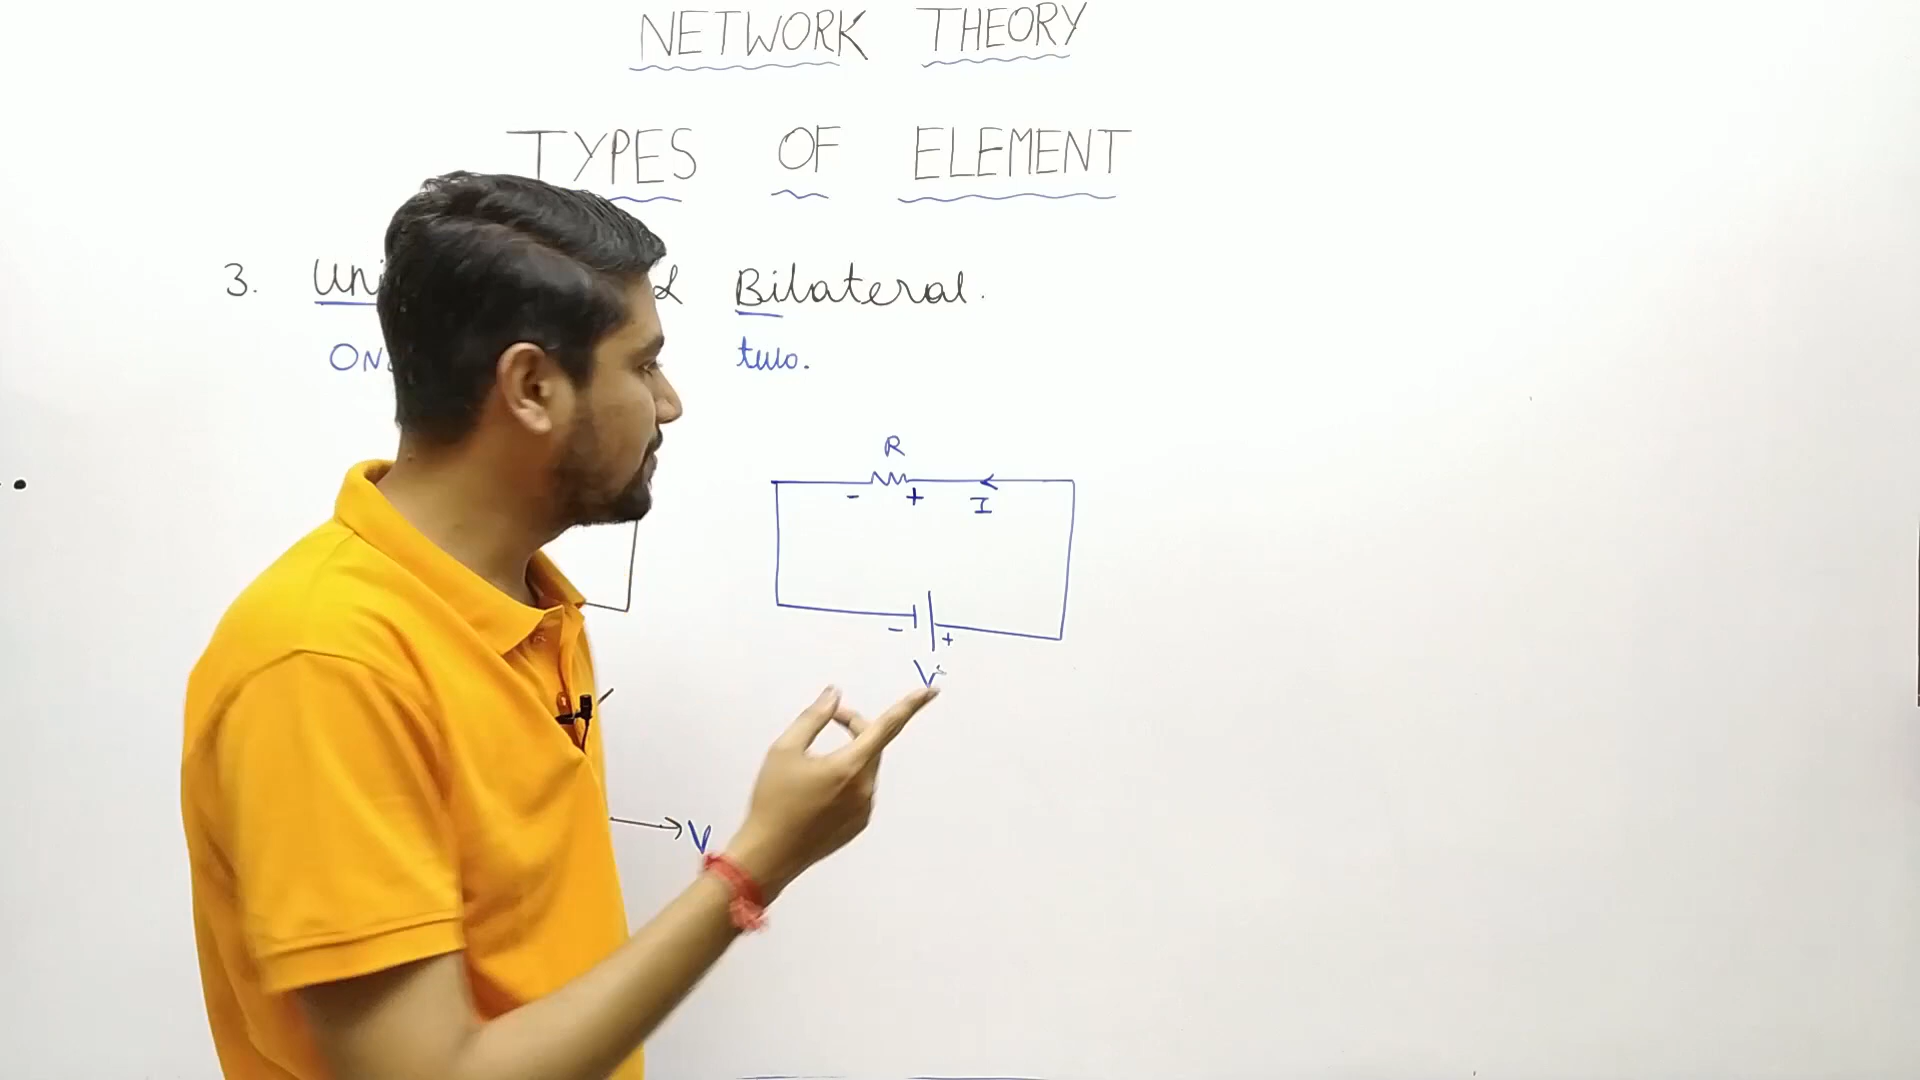 NETWORK THEORY
TYPES OF ELEMENT
3. Bilateral.
two.
R
- +
I
- +
V
V